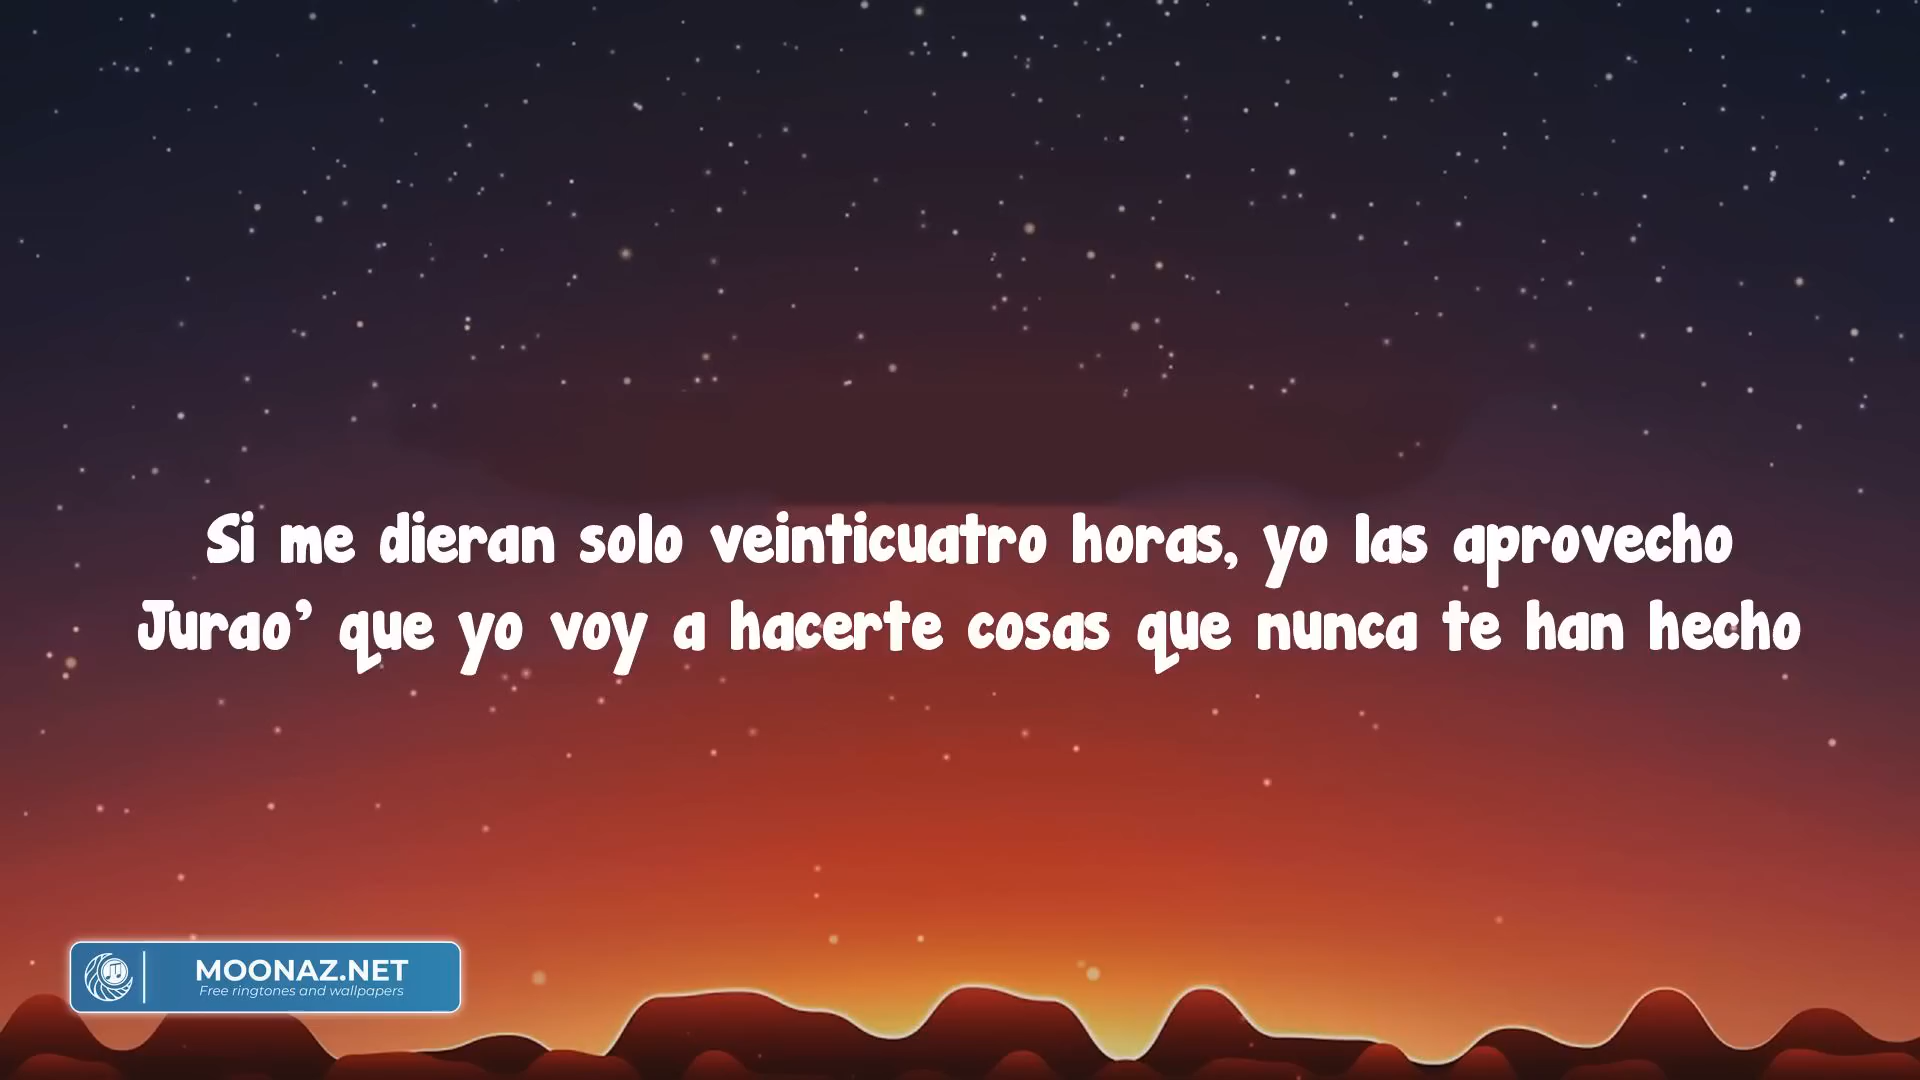 Si me dieran solo veinticuatro horas, yo las aprovecho
Jurao’ que yo voy a hacerte cosas que nunca te han hecho
MOONAZ.NET
Free ringtones and wallpapers